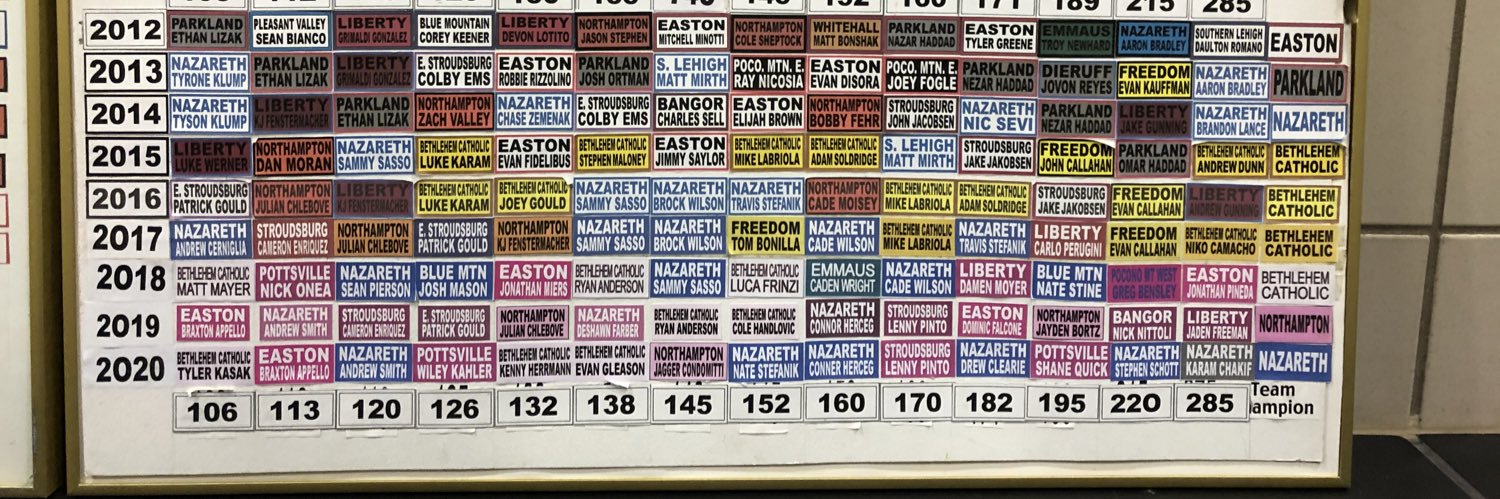 171 189 215 285
2012 PARKLAND PLEASANT VALLEY LIBERTY BLUE MOUNTAIN LIBERTY NORTHAMPTON EASTON NORTHAMPTON WHITEHALL PARKLAND EASTON EMMAUS NAZARETH SOUTHERN LEHIGH EASTON
ETHAN LIZAK SEAN BIANCO GRIMALDI GONZALEZ COREY KEENER DEVON LOTITO JASON STEPHEN MITCHELL MINOTTI COLE SHEPTOCK MATT BONSHAK NAZAR HADDAD TYLER GREENE TROY NEWHARD AARON BRADLEY DAULTON ROMANO
2013 NAZARETH PARKLAND LIBERTY E. STROUDSBURG EASTON PARKLAND S. LEHIGH POCO. MTN. E. EASTON POCO. MTN. E. PARKLAND DIERUFF FREEDOM NAZARETH PARKLAND
TYRONE KLUMP ETHAN LIZAK GRIMALDI GONZALEZ COLBY EMS ROBBIE RIZZOLINO JOSH ORTMAN MATT MIRTH RAY NICOSIA EVAN DISORA JOEY FOGLE NEZAR HADDAD JOVON REYES EVAN KAUFFMAN AARON BRADLEY
2014 NAZARETH LIBERTY PARKLAND NORTHAMPTON NAZARETH E. STROUDSBURG BANGOR EASTON NORTHAMPTON STROUDSBURG NAZARETH PARKLAND LIBERTY NAZARETH NAZARETH
TYSON KLUMP KJ FENSTERMACHER ETHAN LIZAK ZACH VALLEY CHASE ZEMENAK COLBY EMS CHARLES SELL ELIJAH BROWN BOBBY FEHR JOHN JACOBSEN NIC SEVI NEZAR HADDAD JAKE GUNNING BRANDON LANCE
2015 LIBERTY NORTHAMPTON NAZARETH BETHLEHEM CATHOLIC EASTON BETHLEHEM CATHOLIC EASTON BETHLEHEM CATHOLIC BETHLEHEM CATHOLIC S. LEHIGH STROUDSBURG FREEDOM PARKLAND BETHLEHEM CATHOLIC BETHLEHEM
LUKE WERNER DAN MORAN SAMMY SASSO LUKE KARAM EVAN FIDELIBUS STEPHEN MALONEY JIMMY SAYLOR MIKE LABRIOLA ADAM SOLDRIDGE MATT MIRTH JAKE JAKOBSEN JOHN CALLAHAN OMAR HADDAD ANDREW DUNN CATHOLIC
2016 E. STROUDSBURG NORTHAMPTON LIBERTY BETHLEHEM CATHOLIC BETHLEHEM CATHOLIC NAZARETH NAZARETH NAZARETH NORTHAMPTON BETHLEHEM CATHOLIC BETHLEHEM CATHOLIC STROUDSBURG FREEDOM LIBERTY BETHLEHEM
PATRICK GOULD JULIAN CHLEBOVE KJ FENSTERMACHER LUKE KARAM JOEY GOULD SAMMY SASSO BROCK WILSON TRAVIS STEFANIK CADE MOISEY MIKE LABRIOLA ADAM SOLDRIDGE JAKE JAKOBSEN EVAN CALLAHAN ANDREW GUNNING CATHOLIC
2017 NAZARETH STROUDSBURG NORTHAMPTON E. STROUDSBURG NORTHAMPTON NAZARETH NAZARETH FREEDOM NAZARETH BETHLEHEM CATHOLIC NAZARETH LIBERTY FREEDOM BETHLEHEM CATHOLIC BETHLEHEM
ANDREW CERNIGLIA CAMERON ENRIQUEZ JULIAN CHLEBOVE PATRICK GOULD KJ FENSTERMACHER SAMMY SASSO BROCK WILSON TOM BONILLA CADE WILSON MIKE LABRIOLA TRAVIS STEFANIK CARLO PERUGINI EVAN CALLAHAN NIKO CAMACHO CATHOLIC
2018 BETHLEHEM CATHOLIC POTTSVILLE NAZARETH BLUE MTN EASTON BETHLEHEM CATHOLIC NAZARETH BETHLEHEM CATHOLIC EMMAUS NAZARETH LIBERTY BLUE MTN POCONO MT WEST EASTON BETHLEHEM
MATT MAYER NICK ONEA SEAN PIERSON JOSH MASON JONATHAN MIERS RYAN ANDERSON SAMMY SASSO LUCA FRINZI CADEN WRIGHT CADE WILSON DAMEN MOYER NATE STINE GREG BENSLEY JONATHAN PINEDA CATHOLIC
2019 EASTON NAZARETH STROUDSBURG E. STROUDSBURG NORTHAMPTON NAZARETH BETHLEHEM CATHOLIC BETHLEHEM CATHOLIC NAZARETH STROUDSBURG EASTON NORTHAMPTON BANGOR LIBERTY NORTHAMPTON
BRAXTON APPELLO ANDREW SMITH CAMERON ENRIQUEZ PATRICK GOULD JULIAN CHLEBOVE DESHAWN FARBER RYAN ANDERSON COLE HANDLOVIC CONNOR HERCEG LENNY PINTO DOMINIC FALCONE JAYDEN BORTZ NICK NITTOLI JADEN FREEMAN
2020 BETHLEHEM CATHOLIC EASTON NAZARETH POTTSVILLE BETHLEHEM CATHOLIC BETHLEHEM CATHOLIC NORTHAMPTON NAZARETH NAZARETH STROUDSBURG NAZARETH POTTSVILLE NAZARETH NAZARETH NAZARETH
TYLER KASAK BRAXTON APPELLO ANDREW SMITH WILEY KAHLER KENNY HERRMANN EVAN GLEASON JAGGER CONDOMITTI NATE STEFANIK CONNER HERCEG LENNY PINTO DREW CLEARIE SHANE QUICK STEPHEN SCHOTT KARAM CHAKIF
106 113 120 126 132 138 145 152 160 170 182 195 220 285 Team
ampion